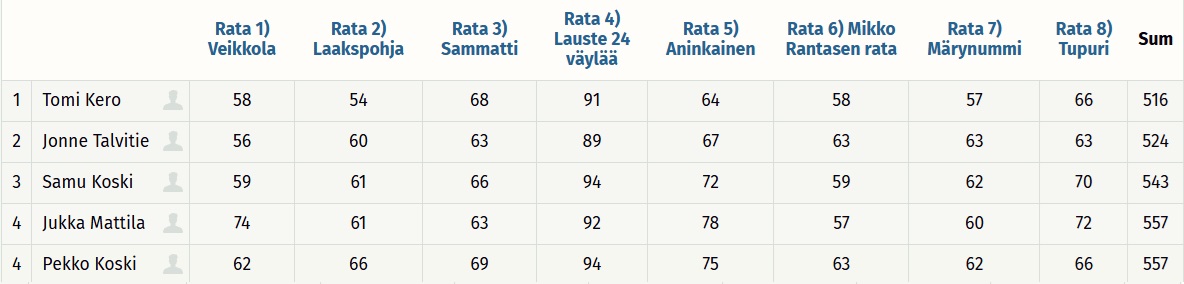 Rata 1) Veikkola Rata 2) Laakspohja Rata 3) Sammatti Rata 4) Lauste 24 väylää Rata 5) Aninkainen Rata 6) Mikko Rantasen rata Rata 7) Märynummi Rata 8) Tupuri Sum
1 Tomi Kero 58 54 68 91 64 58 57 66 516
2 Jonne Talvitie 56 60 63 89 67 63 63 63 524
3 Samu Koski 59 61 66 94 72 59 62 70 543
4 Jukka Mattila 74 61 63 92 78 57 60 72 557
4 Pekko Koski 62 66 69 94 75 63 62 66 557